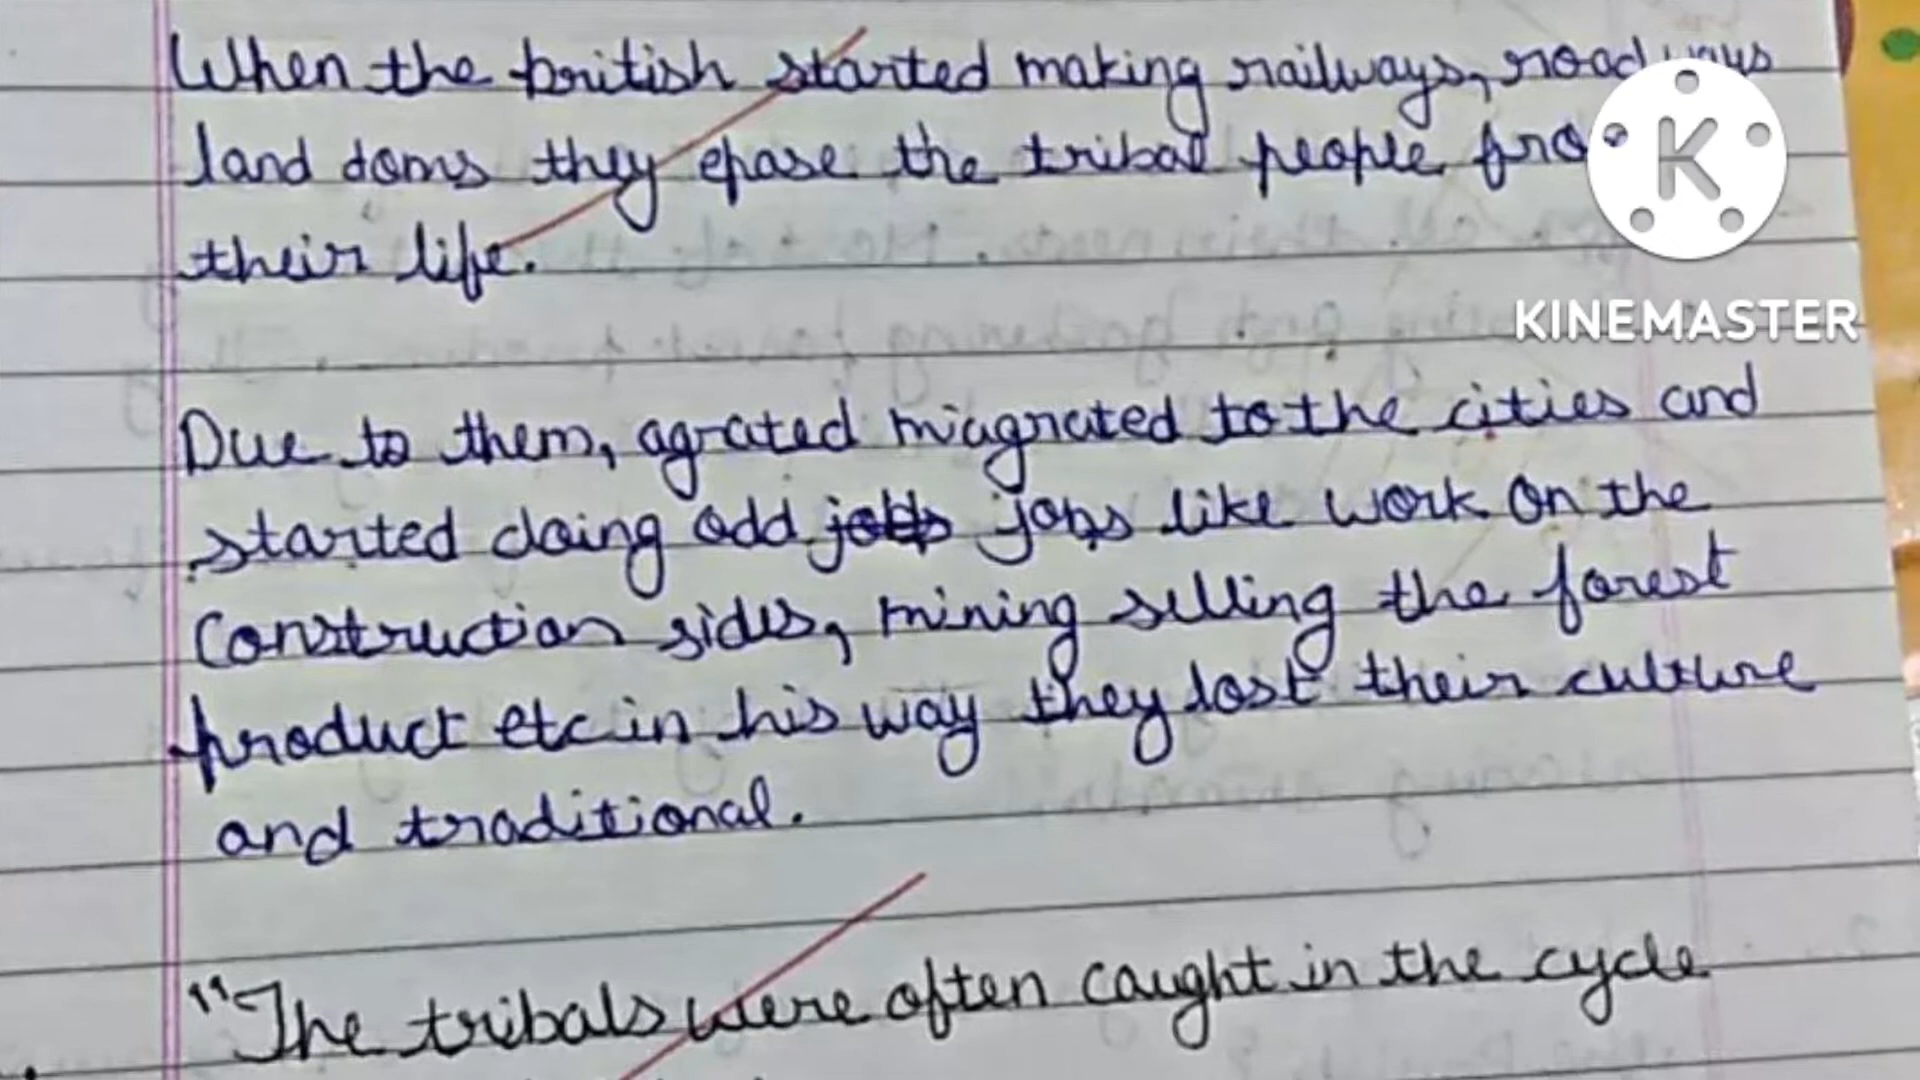 When the british started making railways, roadways
land doms they epase the tribal people fro
their life.
KINEMASTER
Due to them, agrated miagrated to the cities and
started doing odd jobs jobs like work on the
construction sides, mining selling the forest
product etc in his way they lost their culture
and traditional.
"The tribals were often caught in the cycle